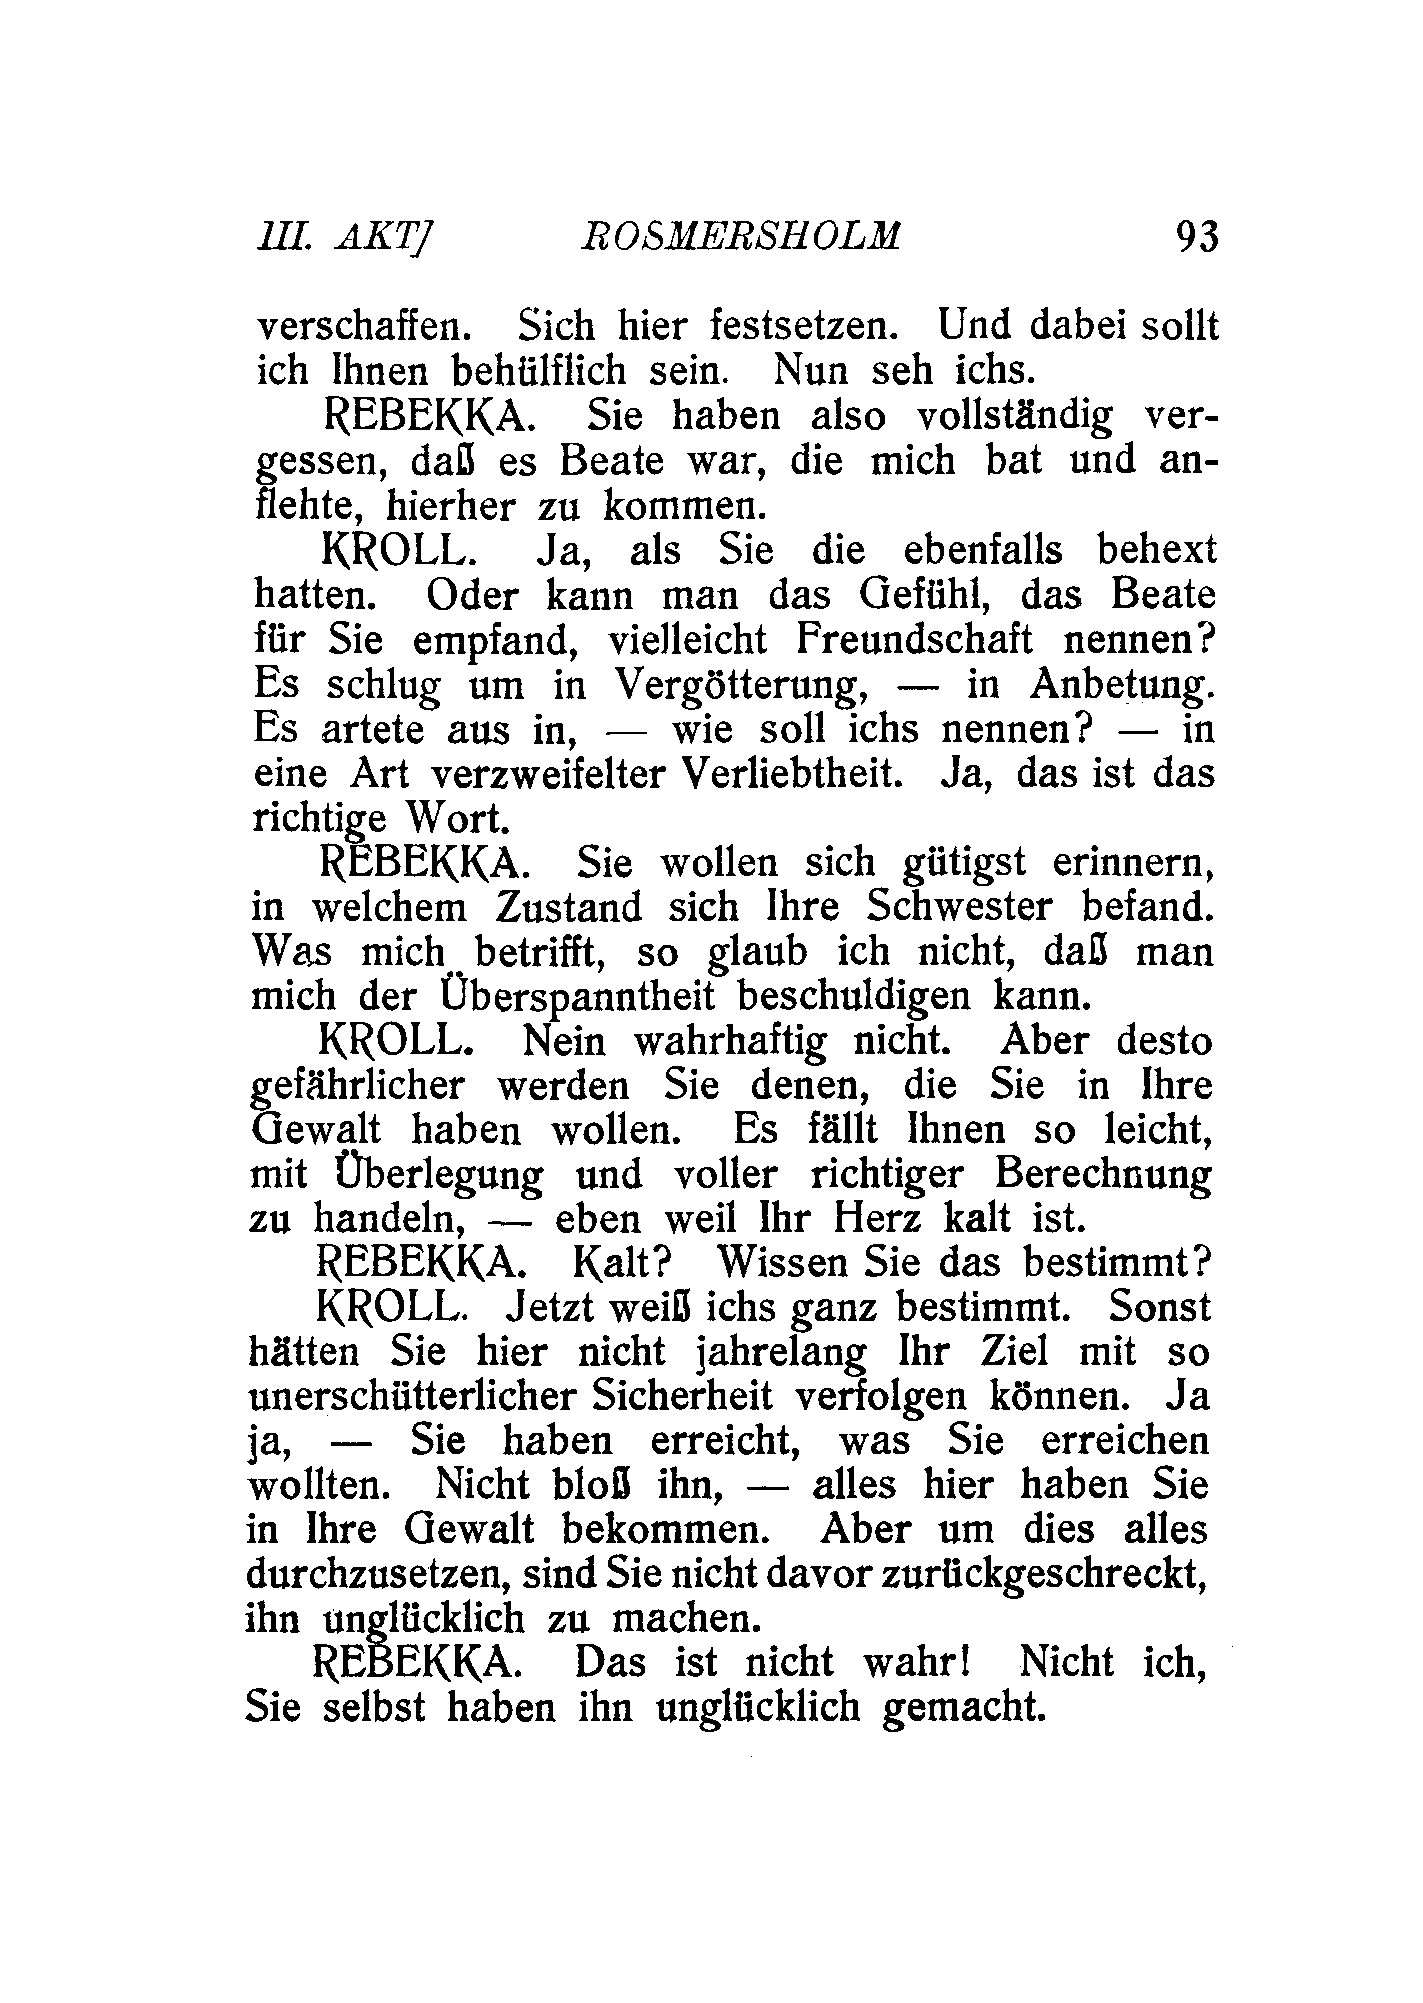 III. AKT] ROSMERSHOLM 93
verschaffen. Sich hier festsetzen. Und dabei sollt
ich Ihnen behülflich sein. Nun seh ichs.
REBEKKA. Sie haben also vollständig ver-
gessen, daß es Beate war, die mich bat und an-
flehte, hierher zu kommen.
KROLL. Ja, als Sie die ebenfalls behext
hatten. Oder kann man das Gefühl, das Beate
für Sie empfand, vielleicht Freundschaft nennen?
Es schlug um in Vergötterung, — in Anbetung.
Es artete aus in, — wie soll ichs nennen? — in
eine Art verzweifelter Verliebtheit. Ja, das ist das
richtige Wort.
REBEKKA. Sie wollen sich gütigst erinnern,
in welchem Zustand sich Ihre Schwester befand.
Was mich betrifft, so glaub ich nicht, daß man
mich der Überspanntheit beschuldigen kann.
KROLL. Nein wahrhaftig nicht. Aber desto
gefährlicher werden Sie denen, die Sie in Ihre
Gewalt haben wollen. Es fällt Ihnen so leicht,
mit Überlegung und voller richtiger Berechnung
zu handeln, — eben weil Ihr Herz kalt ist.
REBEKKA. Kalt? Wissen Sie das bestimmt?
KROLL. Jetzt weiß ichs ganz bestimmt. Sonst
hätten Sie hier nicht jahrelang Ihr Ziel mit so
unerschütterlicher Sicherheit verfolgen können. Ja
ja, — Sie haben erreicht, was Sie erreichen
wollten. Nicht bloß ihn, — alles hier haben Sie
in Ihre Gewalt bekommen. Aber um dies alles
durchzusetzen, sind Sie nicht davor zurückgeschreckt,
ihn unglücklich zu machen.
REBEKKA. Das ist nicht wahr! Nicht ich,
Sie selbst haben ihn unglücklich gemacht.